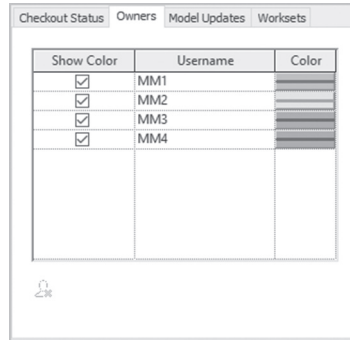 Checkout Status Owners Model Updates Worksets
Show Color Username Color
MM1
MM2
MM3
MM4